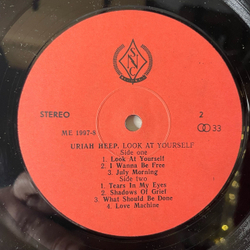 SNC
STEREO
2
ME 1997-8
33
URIAH HEEP, LOOK AT YOURSELF
Side one
1. Look At Yourself
2. I Wanna Be Free
3. July Morning
Side two
1. Tears In My Eyes
2. Shadows Of Grief
3. What Should Be Done
4. Love Machine